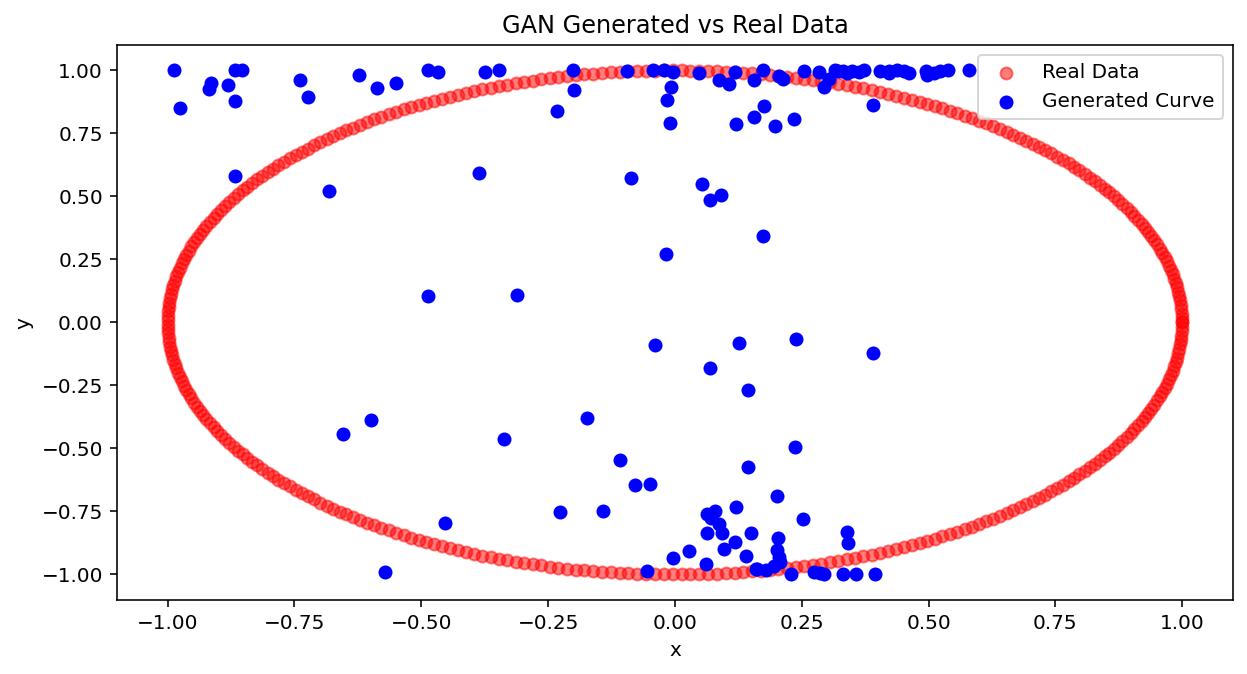 GAN Generated vs Real Data
Real Data
Generated Curve
y
1.00
0.75
0.50
0.25
0.00
−0.25
−0.50
−0.75
−1.00
−1.00 −0.75 −0.50 −0.25 0.00 0.25 0.50 0.75 1.00
x